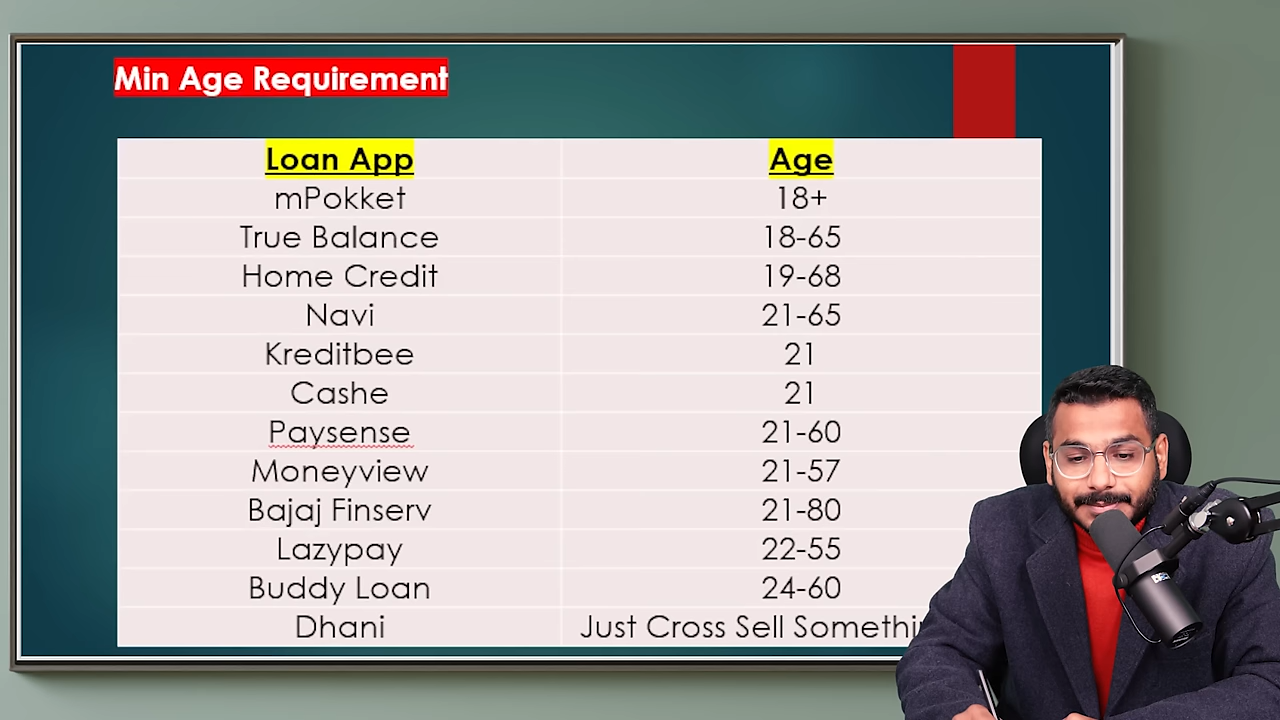 Min Age Requirement
Loan App Age
mPokket 18+
True Balance 18-65
Home Credit 19-68
Navi 21-65
Kreditbee 21
Cashe 21
Paysense 21-60
Moneyview 21-57
Bajaj Finserv 21-80
Lazypay 22-55
Buddy Loan 24-60
Dhani Just Cross Sell